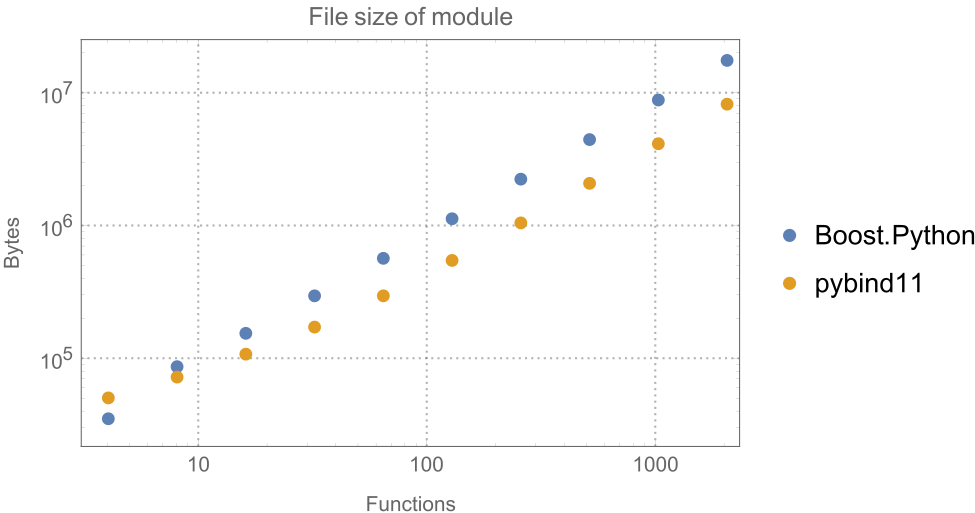 File size of module
10^7
10^6
10^5
Bytes
10
100
1000
Functions
Boost.Python
pybind11